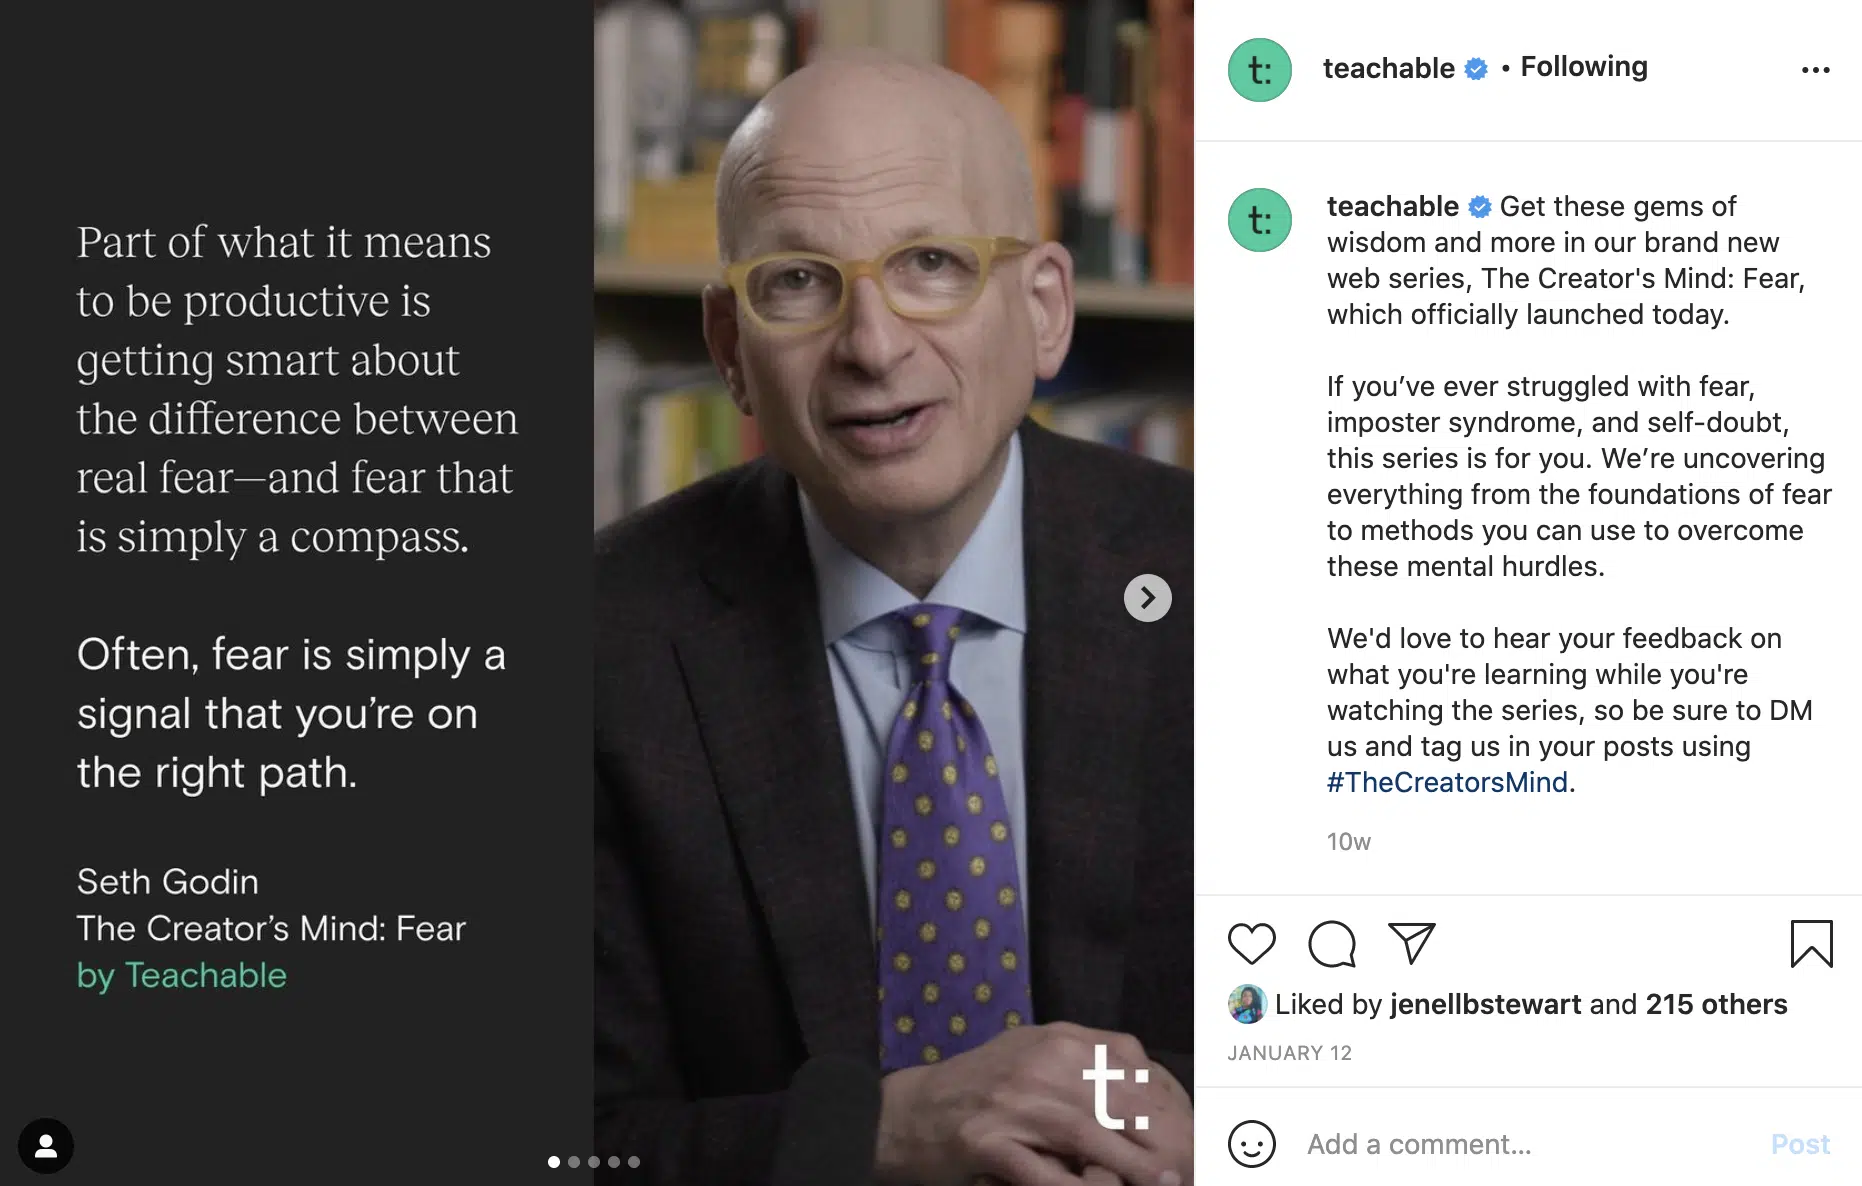 Part of what it means
to be productive is
getting smart about
the difference between
real fear—and fear that
is simply a compass.
Often, fear is simply a
signal that you’re on
the right path.
Seth Godin
The Creator’s Mind: Fear
by Teachable
t:
t:
teachable • Following
t:
teachable Get these gems of
wisdom and more in our brand new
web series, The Creator's Mind: Fear,
which officially launched today.
If you’ve ever struggled with fear,
imposter syndrome, and self-doubt,
this series is for you. We’re uncovering
everything from the foundations of fear
to methods you can use to overcome
these mental hurdles.
We'd love to hear your feedback on
what you're learning while you're
watching the series, so be sure to DM
us and tag us in your posts using
#TheCreatorsMind.
10w
Liked by jenellbstewart and 215 others
JANUARY 12
Add a comment...
Post